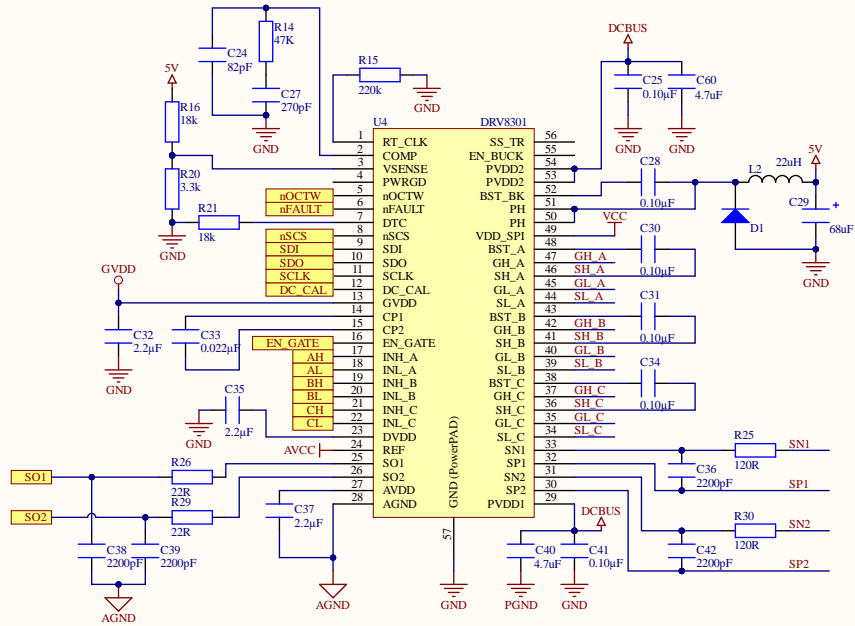 R14
47K
C24
82pF
C27
270pF
GND
5V
R16
18k
R20
3.3k
R21
18k
GND
R15
220k
GND
U4
DRV8301
1 RT_CLK
2 COMP
3 VSENSE
4 PWRGD
5 nOCTW
6 nFAULT
7 DTC
8 nSCS
9 SDI
10 SDO
11 SCLK
12 DC_CAL
13 GVDD
14 CP1
15 CP2
16 EN_GATE
17 INH_A
18 INL_A
19 INH_B
20 INL_B
21 INH_C
22 INL_C
23 DVDD
24 REF
25 SO1
26 SO2
27 AVDD
28 AGND
SS_TR 56
EN_BUCK 55
PVDD2 54
PVDD2 53
BST_BK 52
PH 51
PH 50
VDD_SPI 49
BST_A 48
GH_A 47
SH_A 46
GL_A 45
SL_A 44
BST_B 43
GH_B 42
SH_B 41
GL_B 40
SL_B 39
BST_C 38
GH_C 37
SH_C 36
GL_C 35
SL_C 34
SN1 33
SP1 32
SN2 31
SP2 30
PVDD1 29
GND (PowerPAD)
57
GND
nOCTW
nFAULT
nSCS
SDI
SDO
SCLK
DC_CAL
GVDD
C32
2.2µF
GND
C33
0.022uF
EN_GATE
AH
AL
BH
BL
CH
CL
C35
2.2µF
GND
AVCC
SO1
R26
22R
SO2
R29
22R
C38
2200pF
C39
2200pF
AGND
C37
2.2µF
AGND
DCBUS
C25
0.10µF
GND
C60
4.7uF
GND
C28
0.10µF
L2
22uH
5V
D1
C29
+
68uF
GND
VCC
C30
0.10µF
GH_A
SH_A
GL_A
SL_A
C31
0.10µF
GH_B
SH_B
GL_B
SL_B
C34
0.10µF
GH_C
SH_C
GL_C
SL_C
R25
120R
SN1
C36
2200pF
SP1
R30
120R
SN2
C42
2200pF
SP2
DCBUS
C40
4.7uF
PGND
C41
0.10µF
GND